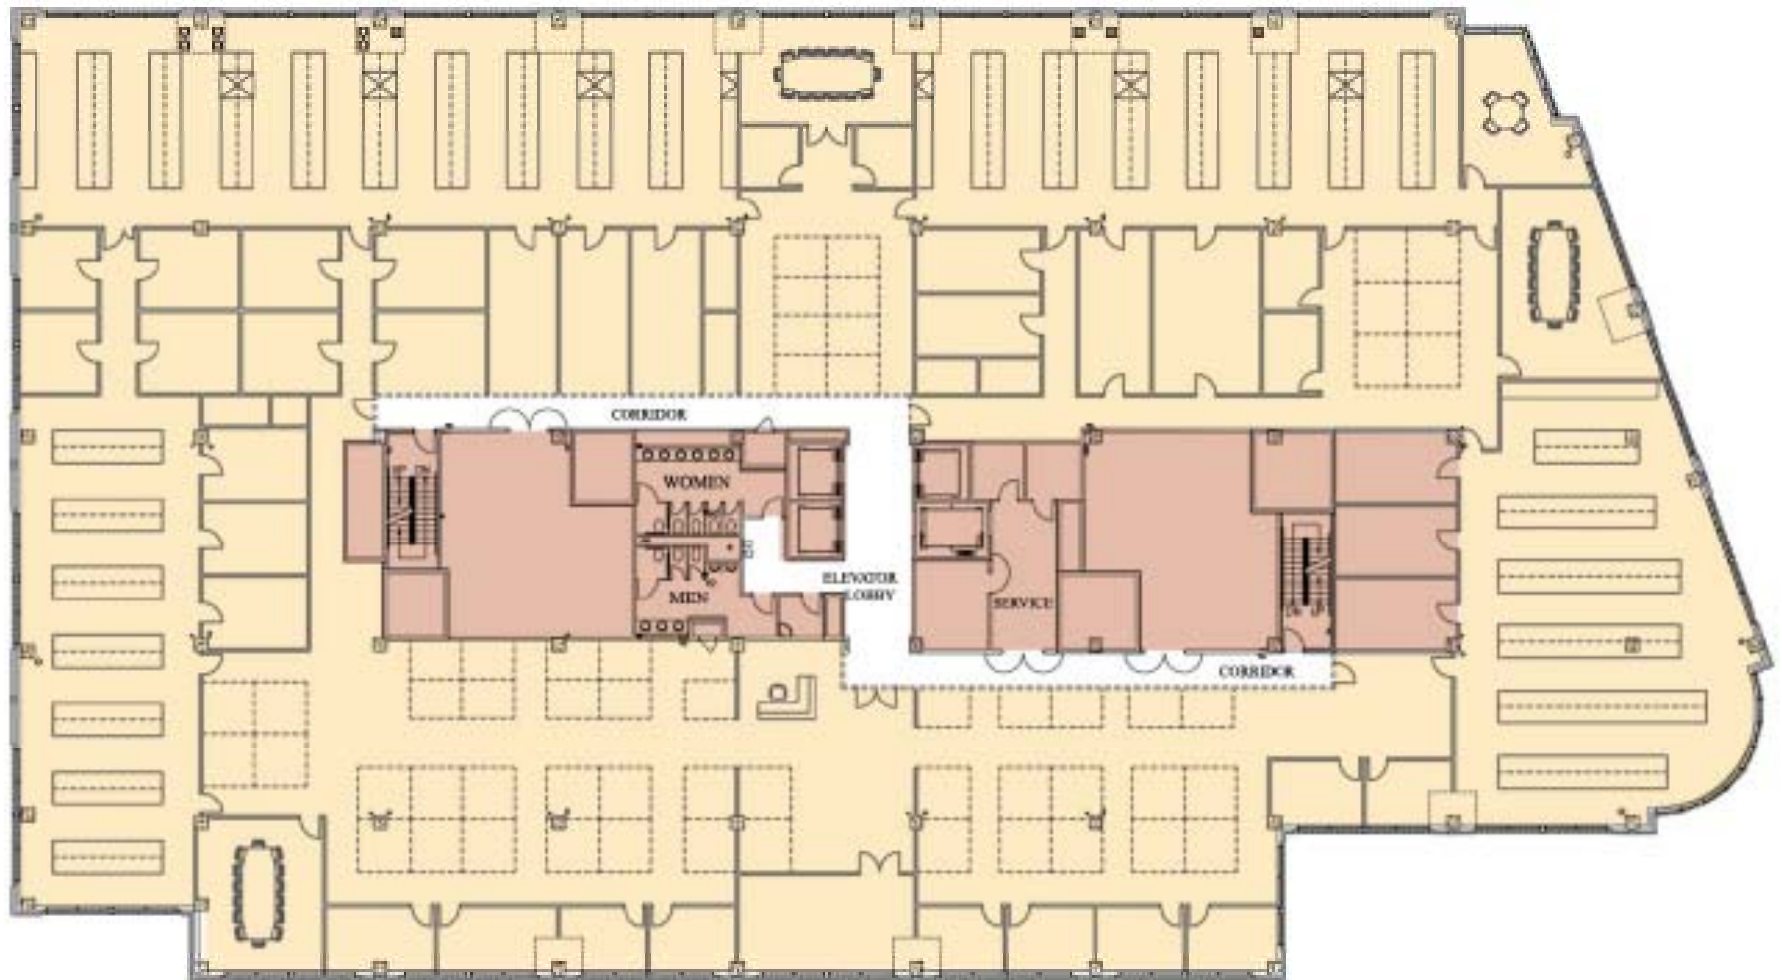 CORRIDOR
WOMEN
ELEVATOR
LOBBY
MEN
SERVICE
CORRIDOR